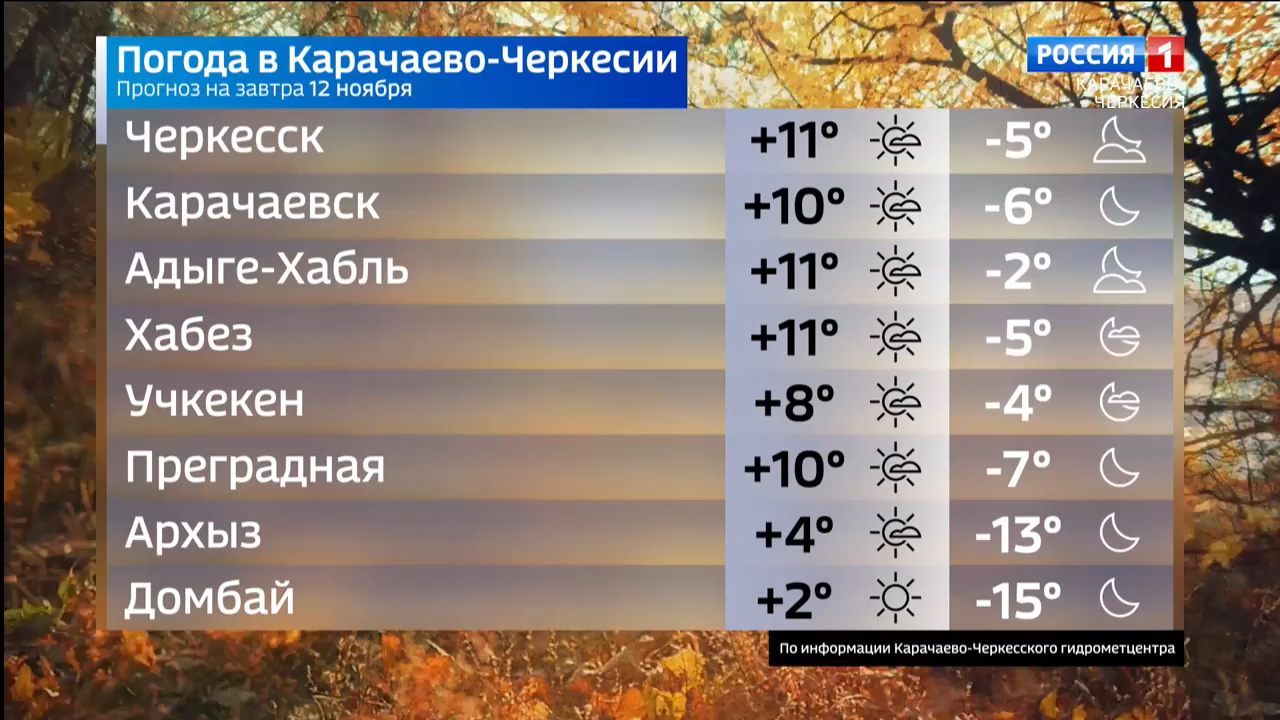 Погода в Карачаево-Черкесии
Прогноз на завтра 12 ноября
РОССИЯ 1
КАРАЧАЕВО-
ЧЕРКЕСИЯ
Черкесск +11° -5°
Карачаевск +10° -6°
Адыге-Хабль +11° -2°
Хабез +11° -5°
Учкекен +8° -4°
Преградная +10° -7°
Архыз +4° -13°
Домбай +2° -15°
По информации Карачаево-Черкесского гидрометцентра